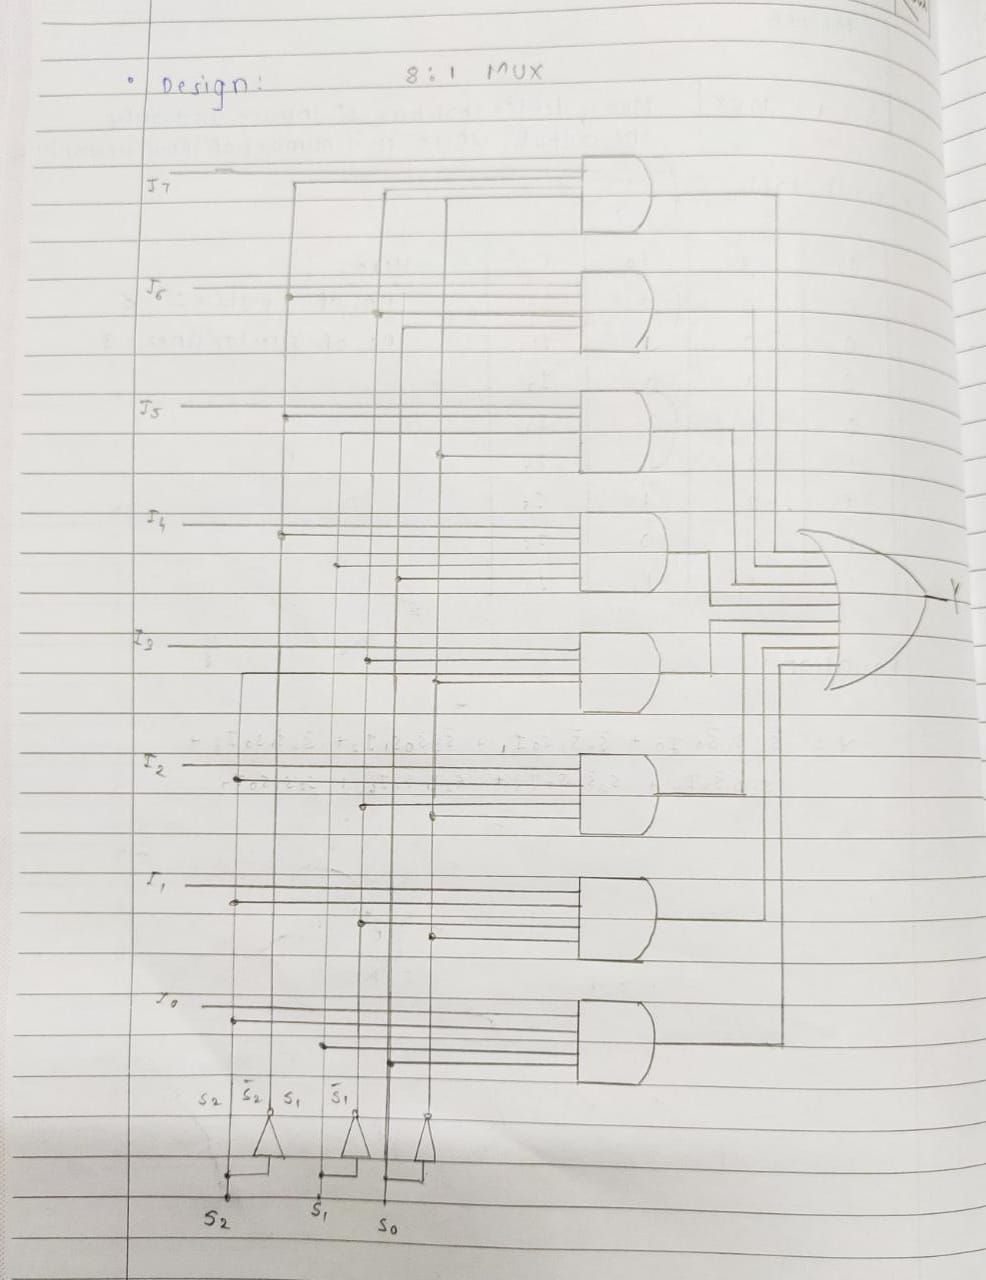 • Design: 8:1 MUX
I7
I6
I5
I4
I3
I2
I1
I0
S2 S̄2 S1 S̄1
S2 S1 S0
Y